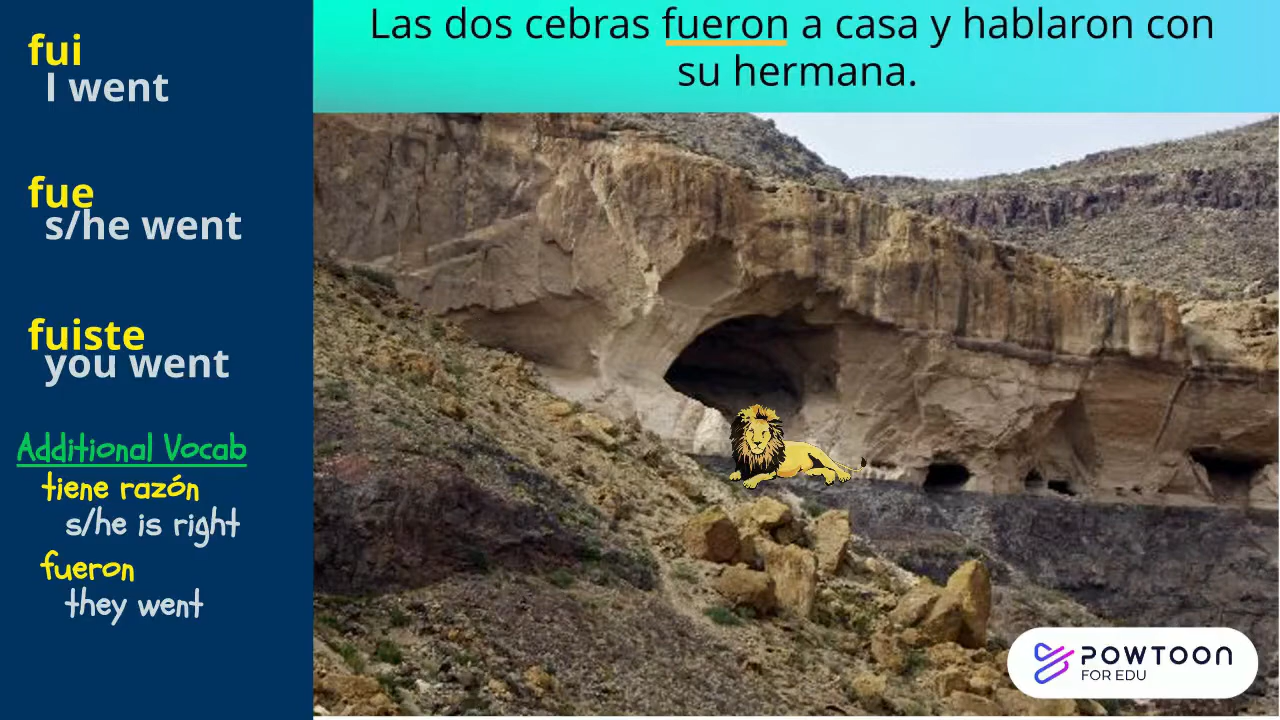 fui
I went
fue
s/he went
fuiste
you went
Additional Vocab
tiene razón
s/he is right
fueron
they went
Las dos cebras fueron a casa y hablaron con
su hermana.
POWTOON
FOR EDU